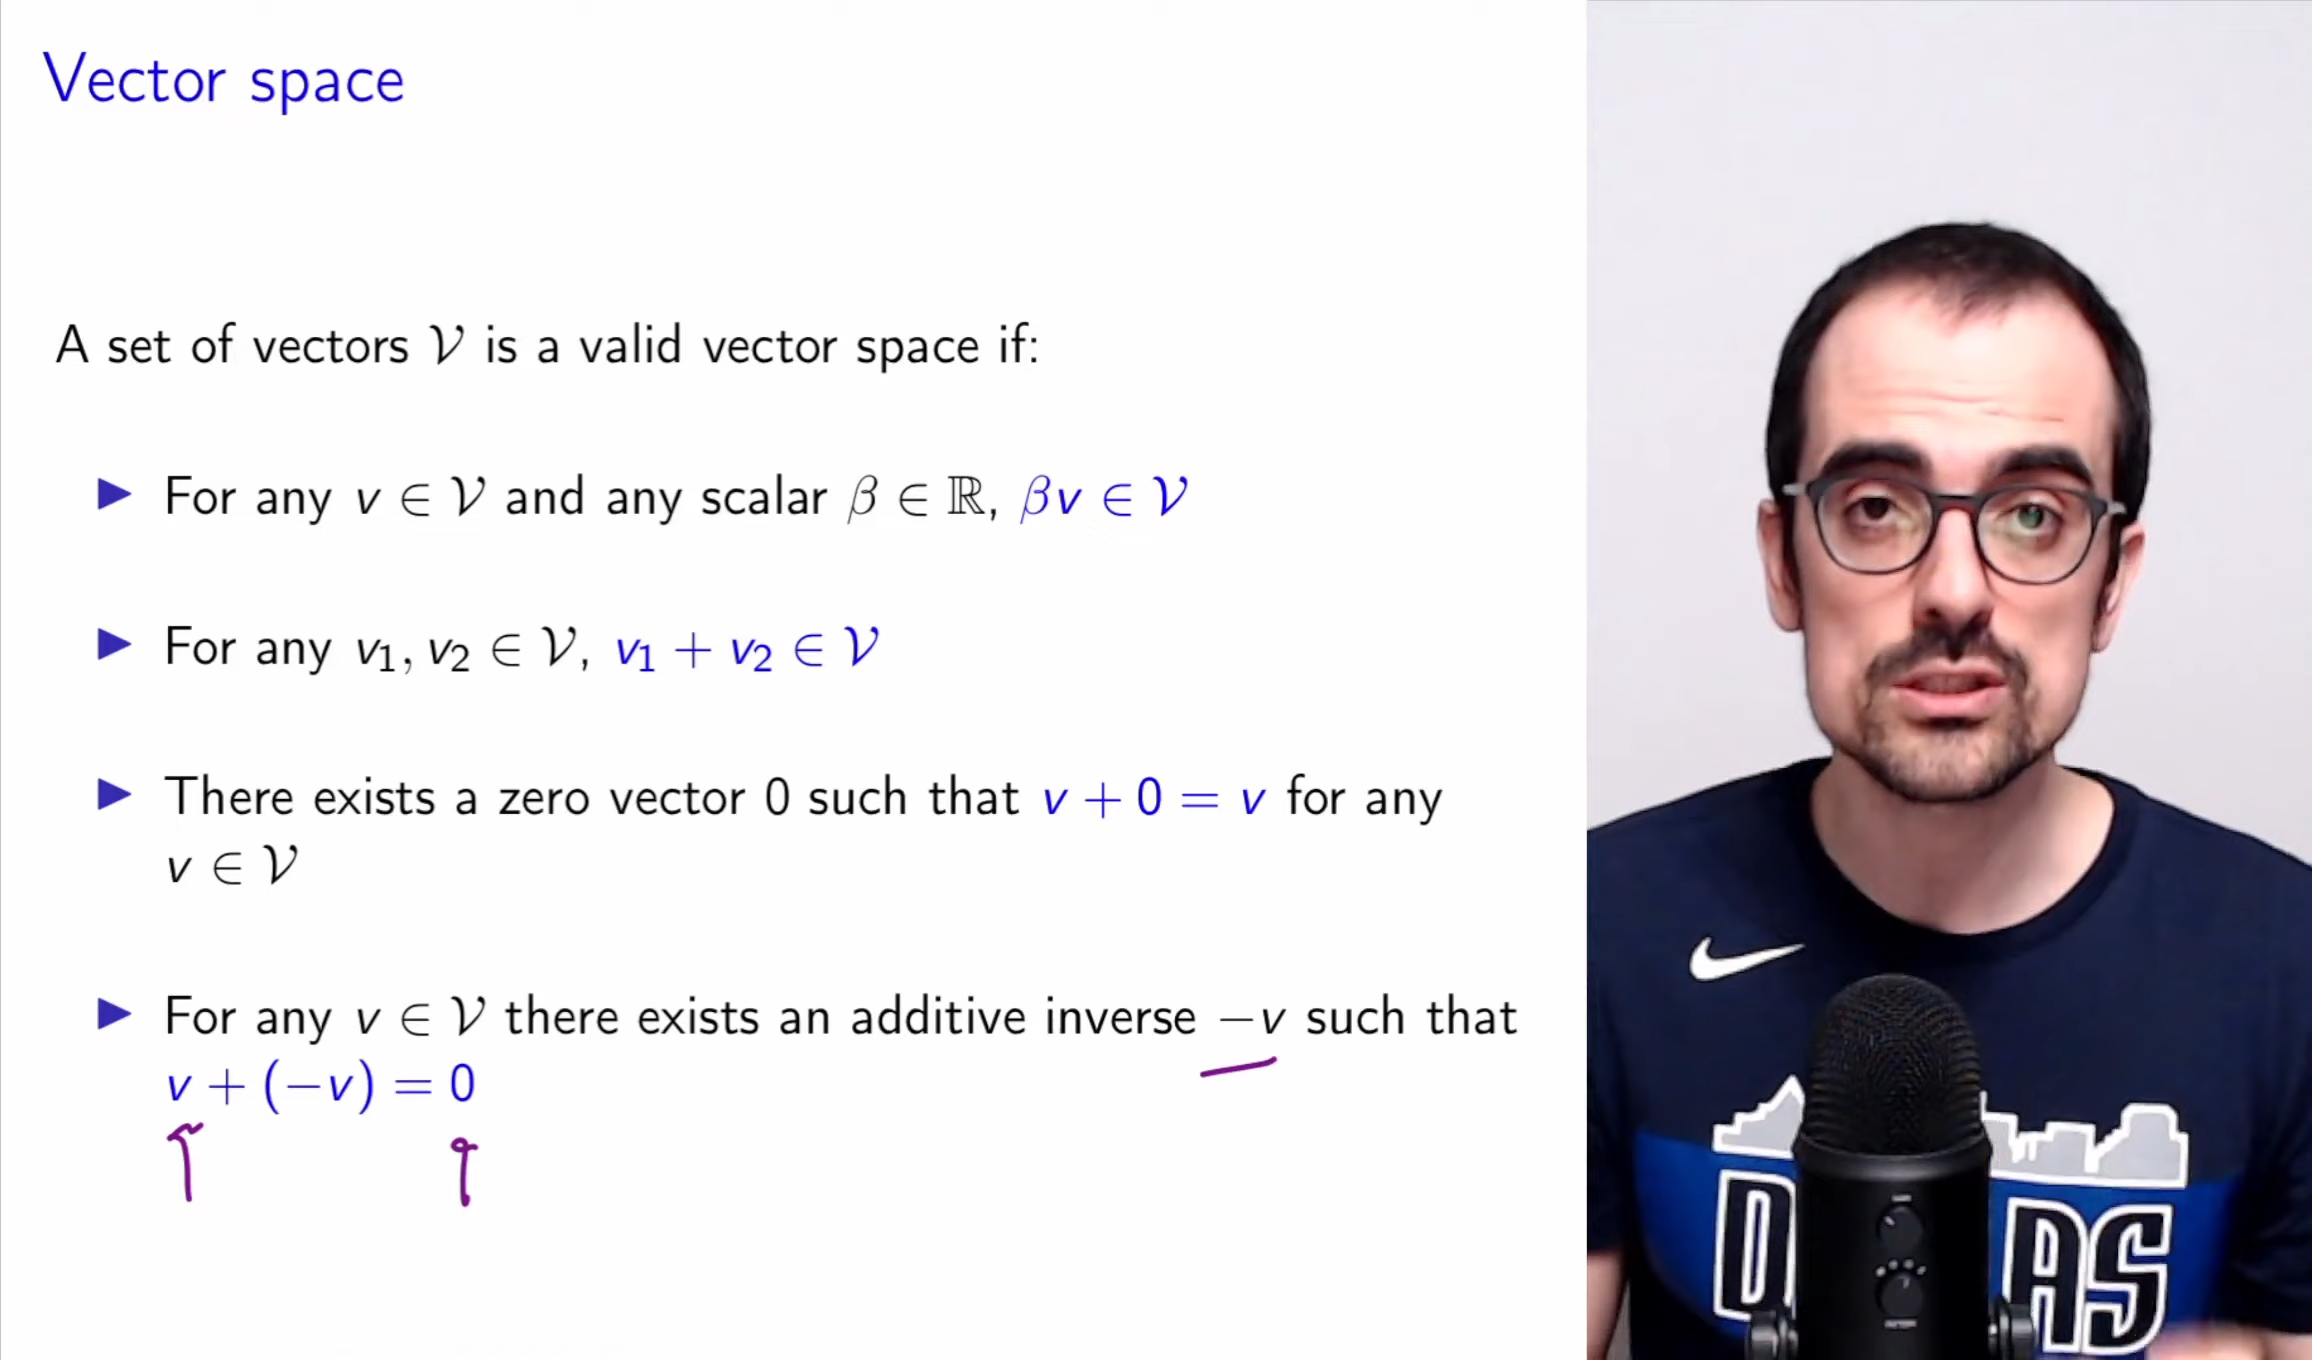 Vector space
A set of vectors 𝒱 is a valid vector space if:
▶ For any v ∈ 𝒱 and any scalar β ∈ ℝ, βv ∈ 𝒱
▶ For any v₁, v₂ ∈ 𝒱, v₁ + v₂ ∈ 𝒱
▶ There exists a zero vector 0 such that v + 0 = v for any
v ∈ 𝒱
▶ For any v ∈ 𝒱 there exists an additive inverse −v such that
v + (−v) = 0